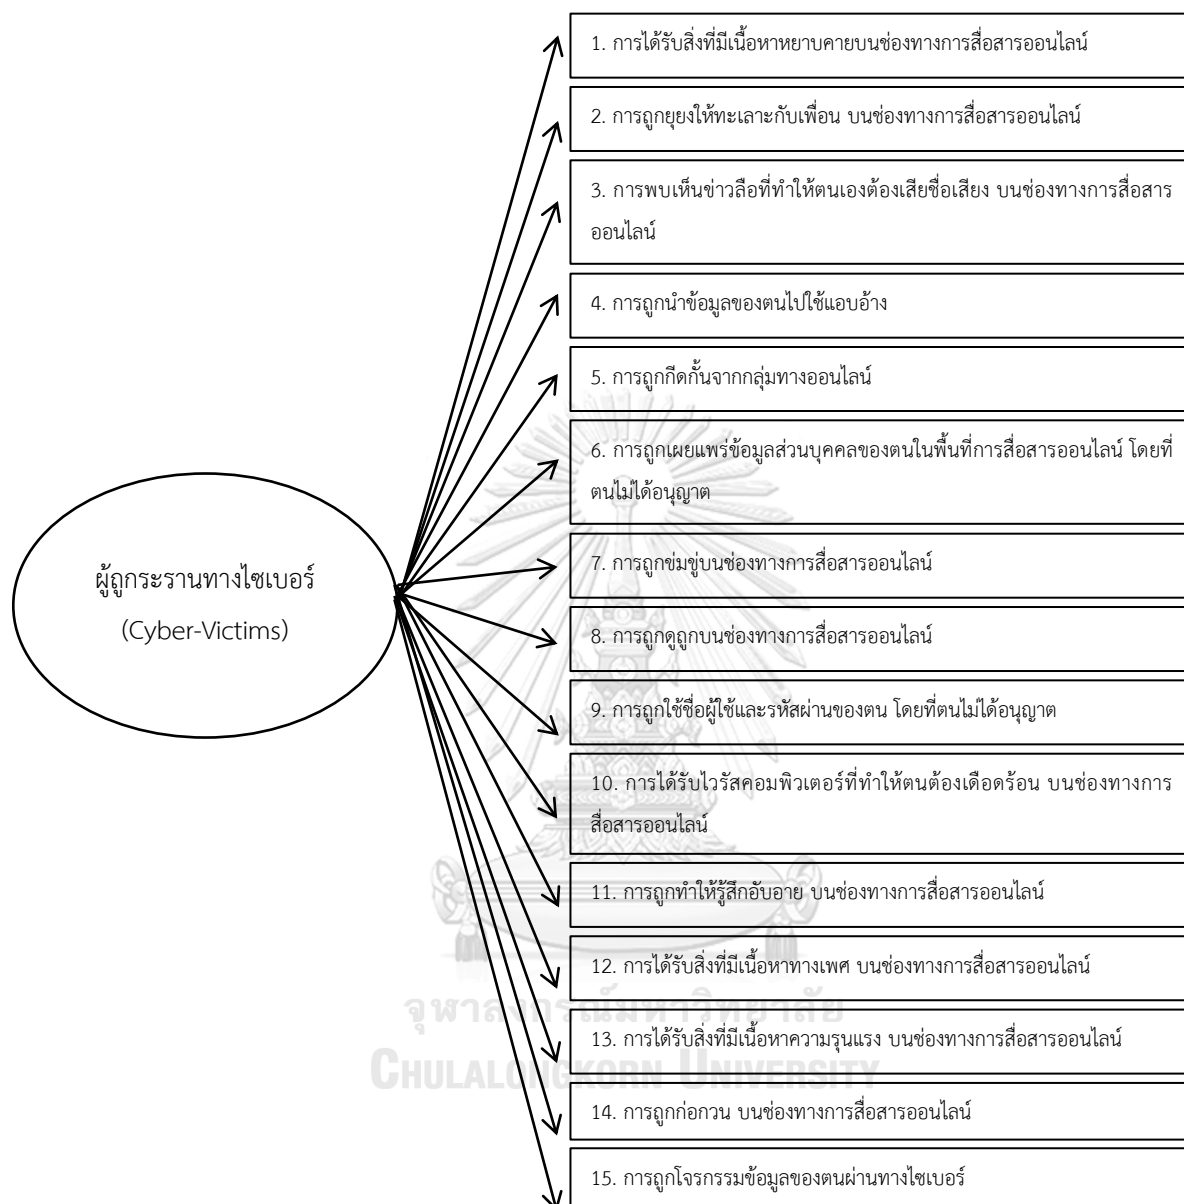 1. การได้รับสิ่งที่มีเนื้อหาหยาบคายบนช่องทางการสื่อสารออนไลน์
2. การถูกยุยงให้ทะเลาะกับเพื่อน บนช่องทางการสื่อสารออนไลน์
3. การพบเห็นข่าวลือที่ทำให้ตนเองต้องเสียชื่อเสียง บนช่องทางการสื่อสาร
ออนไลน์
4. การถูกนำข้อมูลของตนไปใช้แอบอ้าง
5. การถูกกีดกั้นจากกลุ่มทางออนไลน์
6. การถูกเผยแพร่ข้อมูลส่วนบุคคลของตนในพื้นที่การสื่อสารออนไลน์ โดยที่
ตนไม่ได้อนุญาต
ผู้ถูกระรานทางไซเบอร์
(Cyber-Victims)
7. การถูกข่มขู่บนช่องทางการสื่อสารออนไลน์
8. การถูกดูถูกบนช่องทางการสื่อสารออนไลน์
9. การถูกใช้ชื่อผู้ใช้และรหัสผ่านของตน โดยที่ตนไม่ได้อนุญาต
10. การได้รับไวรัสคอมพิวเตอร์ที่ทำให้ตนต้องเดือดร้อน บนช่องทางการ
สื่อสารออนไลน์
11. การถูกทำให้รู้สึกอับอาย บนช่องทางการสื่อสารออนไลน์
12. การได้รับสิ่งที่มีเนื้อหาทางเพศ บนช่องทางการสื่อสารออนไลน์
จุฬาลงกรณ์มหาวิทยาลัย
13. การได้รับสิ่งที่มีเนื้อหาความรุนแรง บนช่องทางการสื่อสารออนไลน์
CHULALONGKORN UNIVERSITY
14. การถูกก่อกวน บนช่องทางการสื่อสารออนไลน์
15. การถูกโจรกรรมข้อมูลของตนผ่านทางไซเบอร์